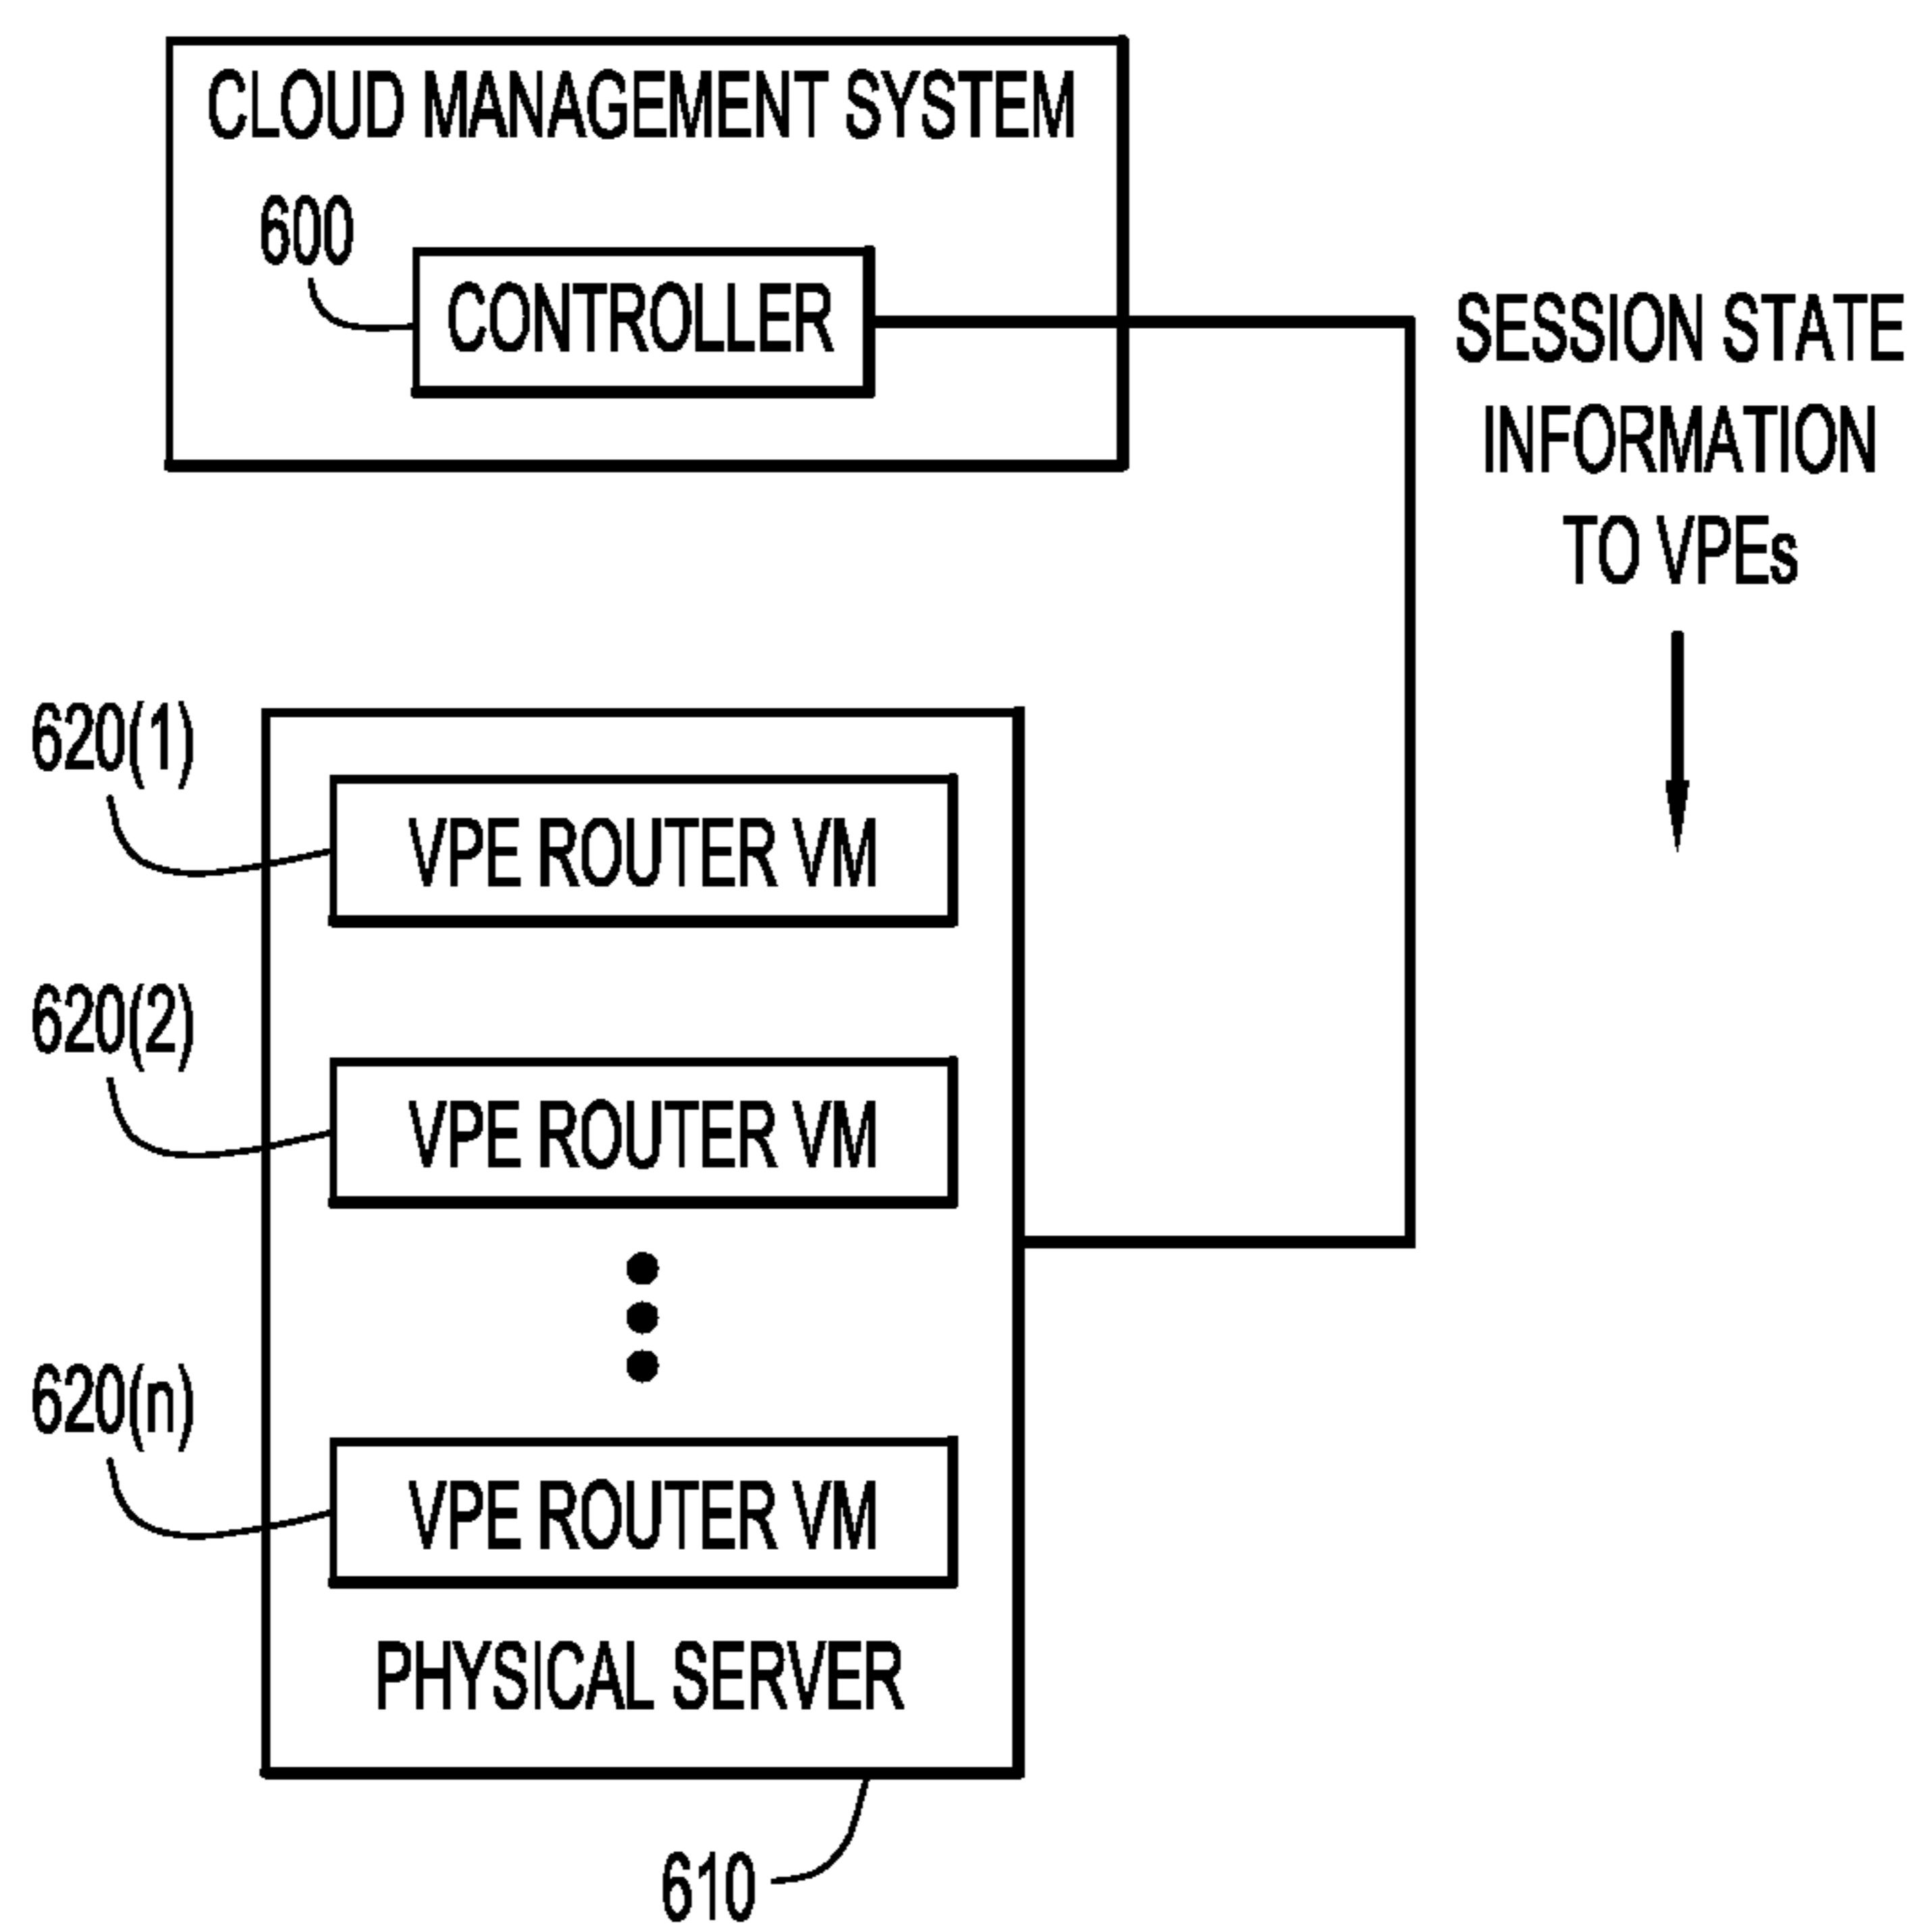 CLOUD MANAGEMENT SYSTEM
600
CONTROLLER
SESSION STATE
INFORMATION
TO VPEs
620(1)
VPE ROUTER VM
620(2)
VPE ROUTER VM
620(n)
VPE ROUTER VM
PHYSICAL SERVER
610